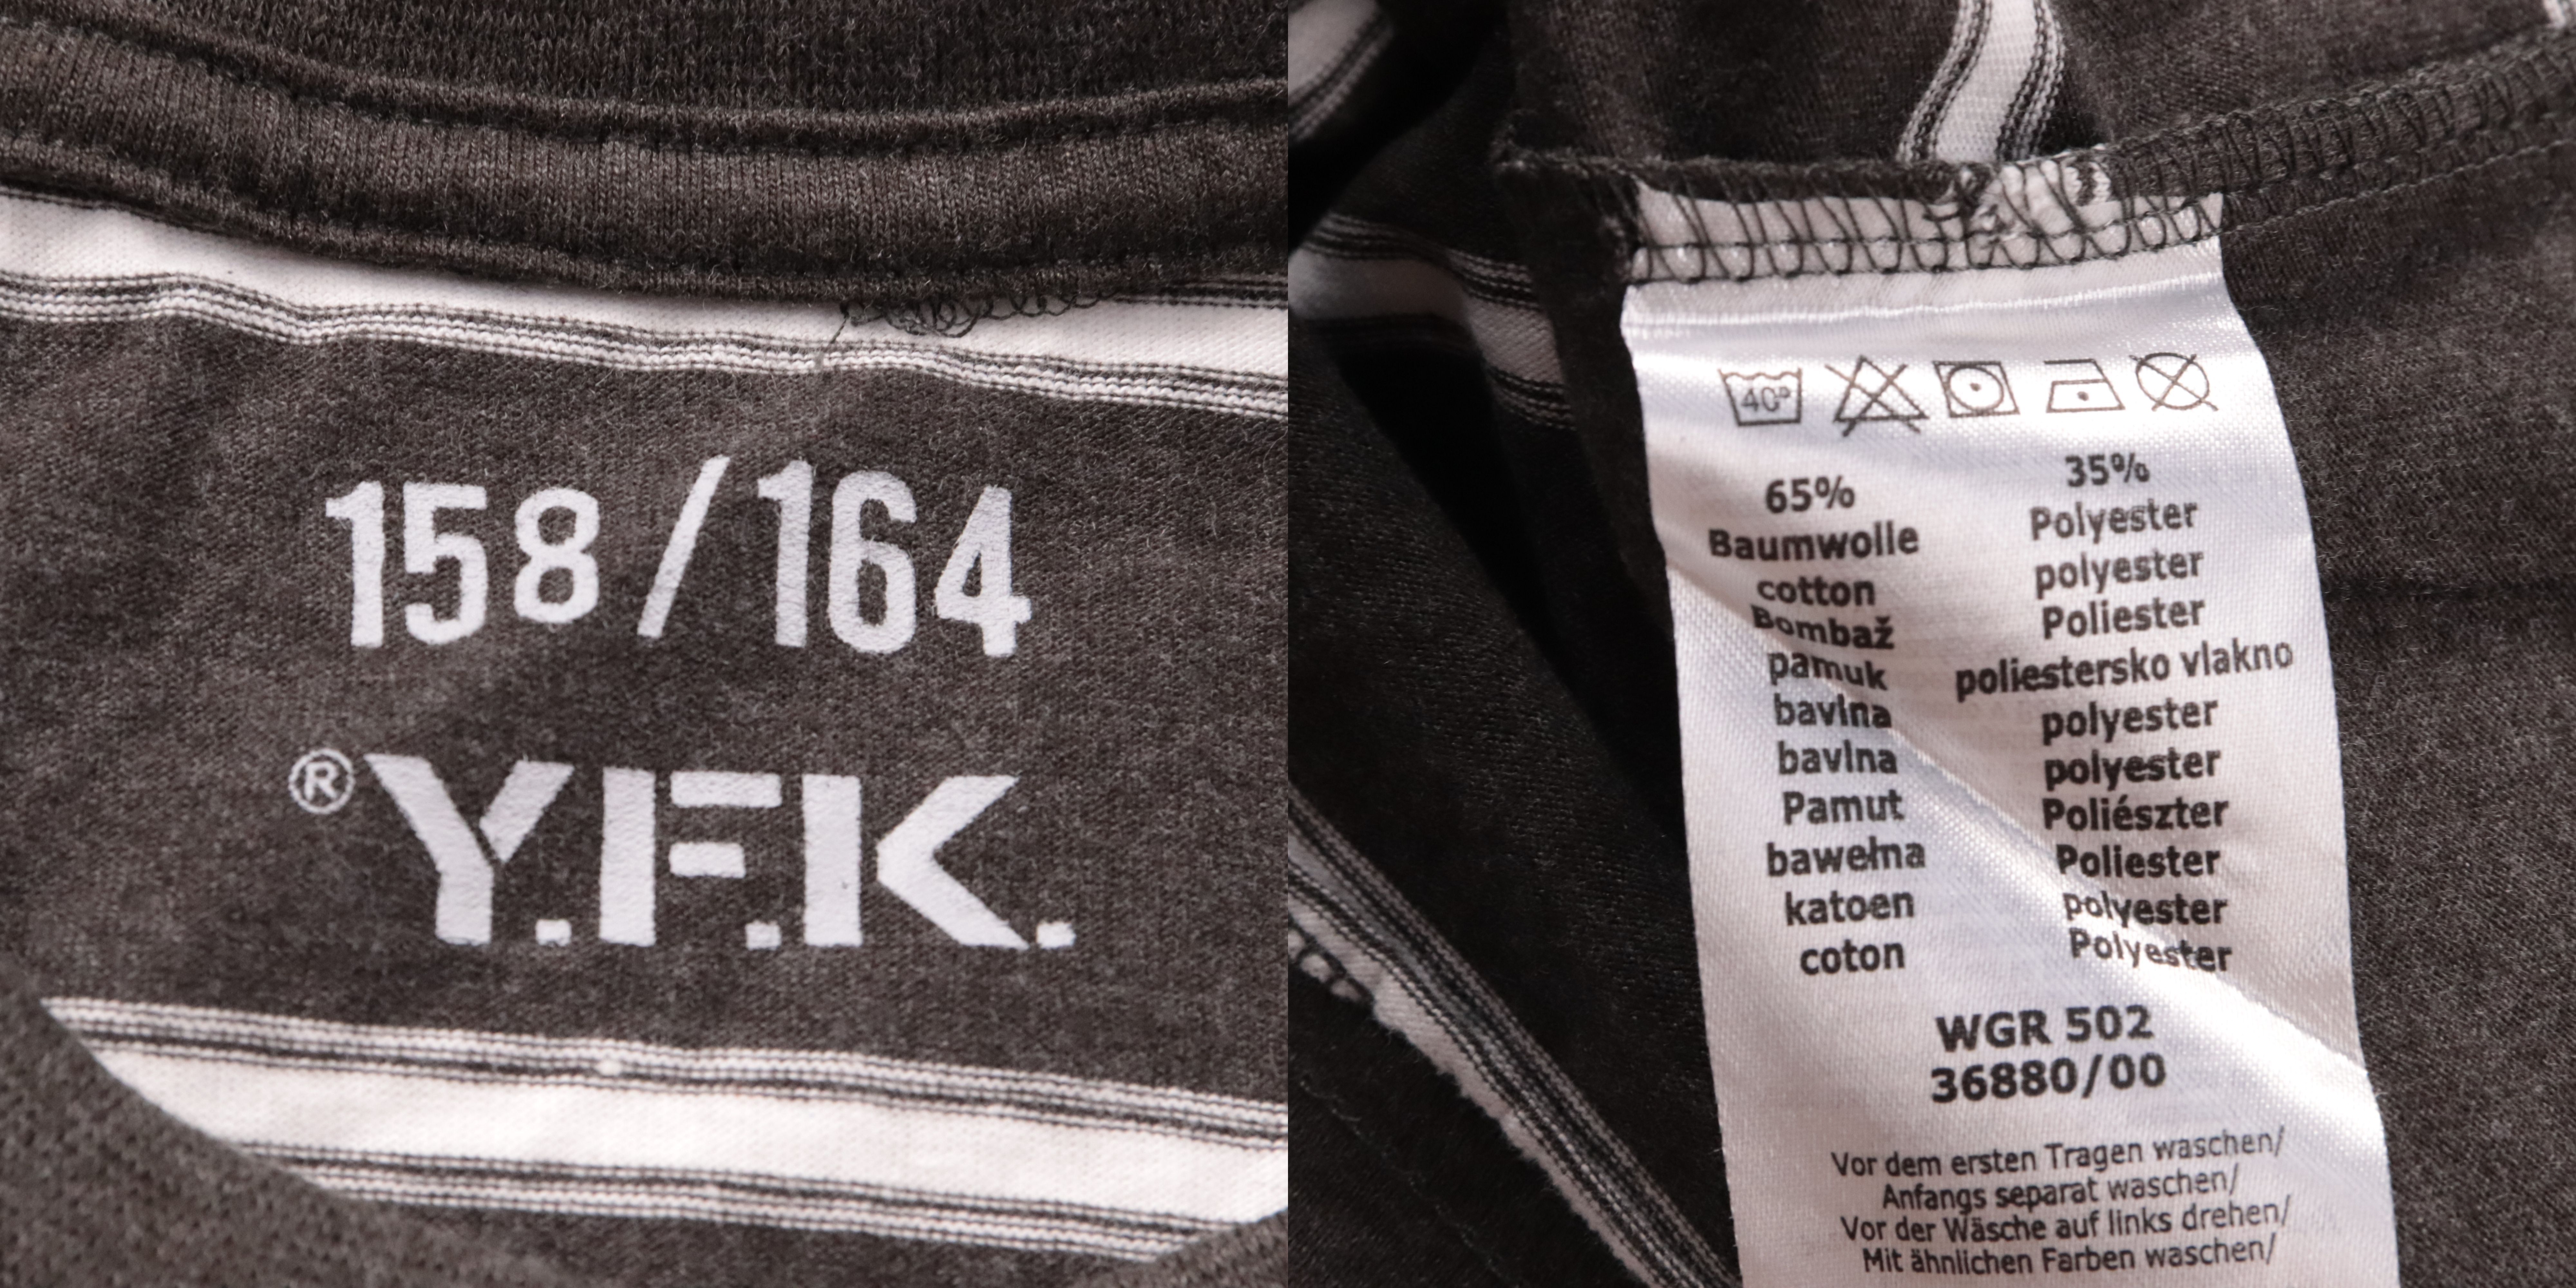 158/164
® Y.F.K.
40°
65%
Baumwolle
cotton
Bombaž
pamuk
bavlna
bavlna
Pamut
bawełna
katoen
coton
35%
Polyester
polyester
Poliester
poliestersko vlakno
polyester
polyester
Poliészter
Poliester
polyester
Polyester
WGR 502
36880/00
Vor dem ersten Tragen waschen/
Anfangs separat waschen/
Vor der Wäsche auf links drehen/
Mit ähnlichen Farben waschen/